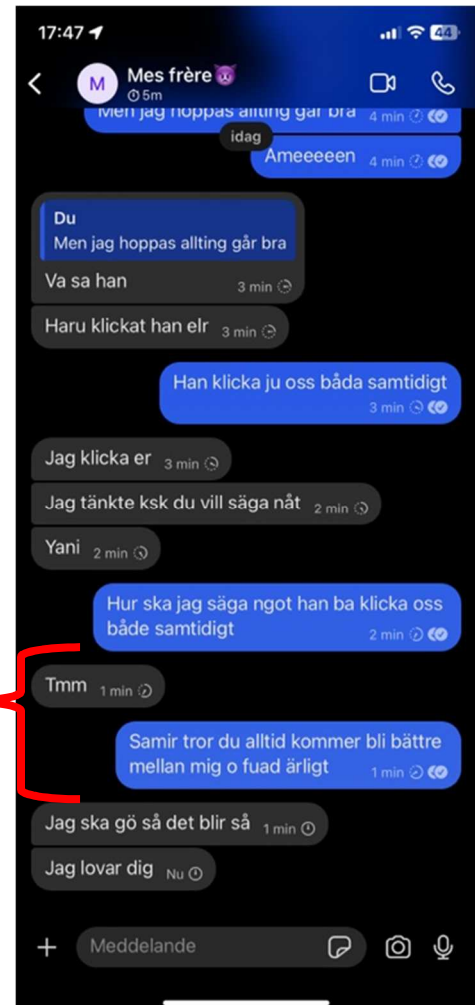 17:47
44
M
Mes frère😈
5m
Men jag hoppas allting går bra 4 min
idag
Ameeeeen 4 min
Du
Men jag hoppas allting går bra
Va sa han 3 min
Haru klickat han elr 3 min
Han klicka ju oss båda samtidigt
3 min
Jag klicka er 3 min
Jag tänkte ksk du vill säga nåt 2 min
Yani 2 min
Hur ska jag säga ngot han ba klicka oss
både samtidigt 2 min
Tmm 1 min
Samir tror du alltid kommer bli bättre
mellan mig o fuad ärligt 1 min
Jag ska gö så det blir så 1 min
Jag lovar dig Nu
Meddelande